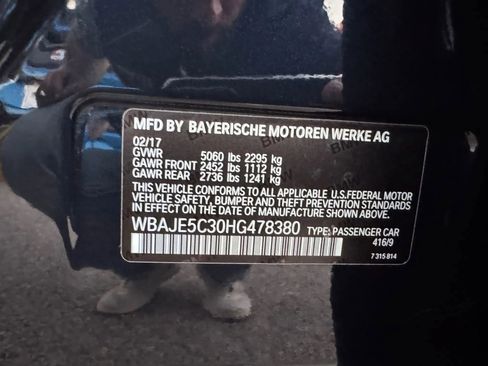 MFD BY BAYERISCHE MOTOREN WERKE AG
02/17
GVWR 5060 lbs 2295 kg
GAWR FRONT 2452 lbs 1112 kg
GAWR REAR 2736 lbs 1241 kg
THIS VEHICLE CONFORMS TO ALL APPLICABLE U.S.FEDERAL MOTOR
VEHICLE SAFETY, BUMPER, AND THEFT PREVENTION STANDARDS
IN EFFECT ON THE DATE OF MANUFACTURE SHOWN ABOVE.
WBAJE5C30HG478380 TYPE: PASSENGER CAR
416/9
7 315 814